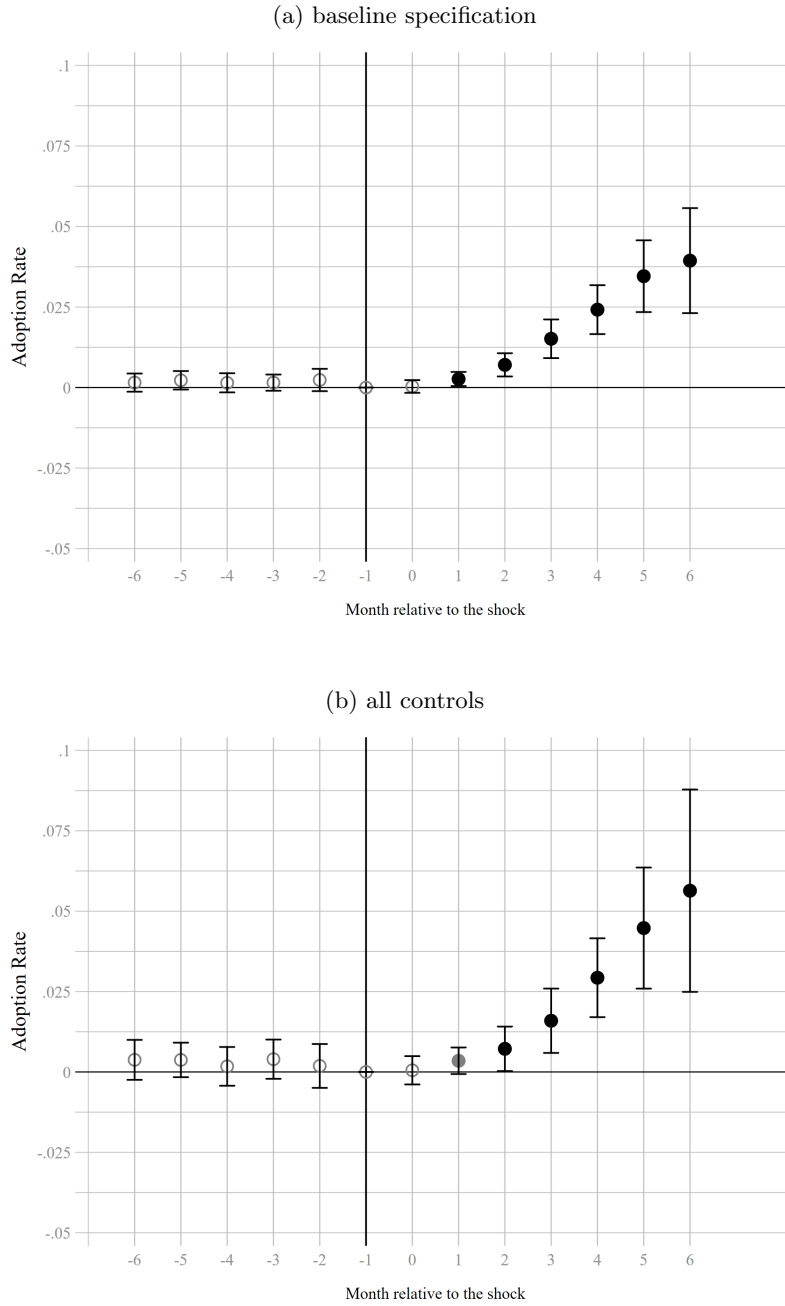 (a) baseline specification
.1
.075
.05
.025
0
-.025
-.05
Adoption Rate
-6 -5 -4 -3 -2 -1 0 1 2 3 4 5 6
Month relative to the shock
(b) all controls
.1
.075
.05
.025
0
-.025
-.05
Adoption Rate
-6 -5 -4 -3 -2 -1 0 1 2 3 4 5 6
Month relative to the shock